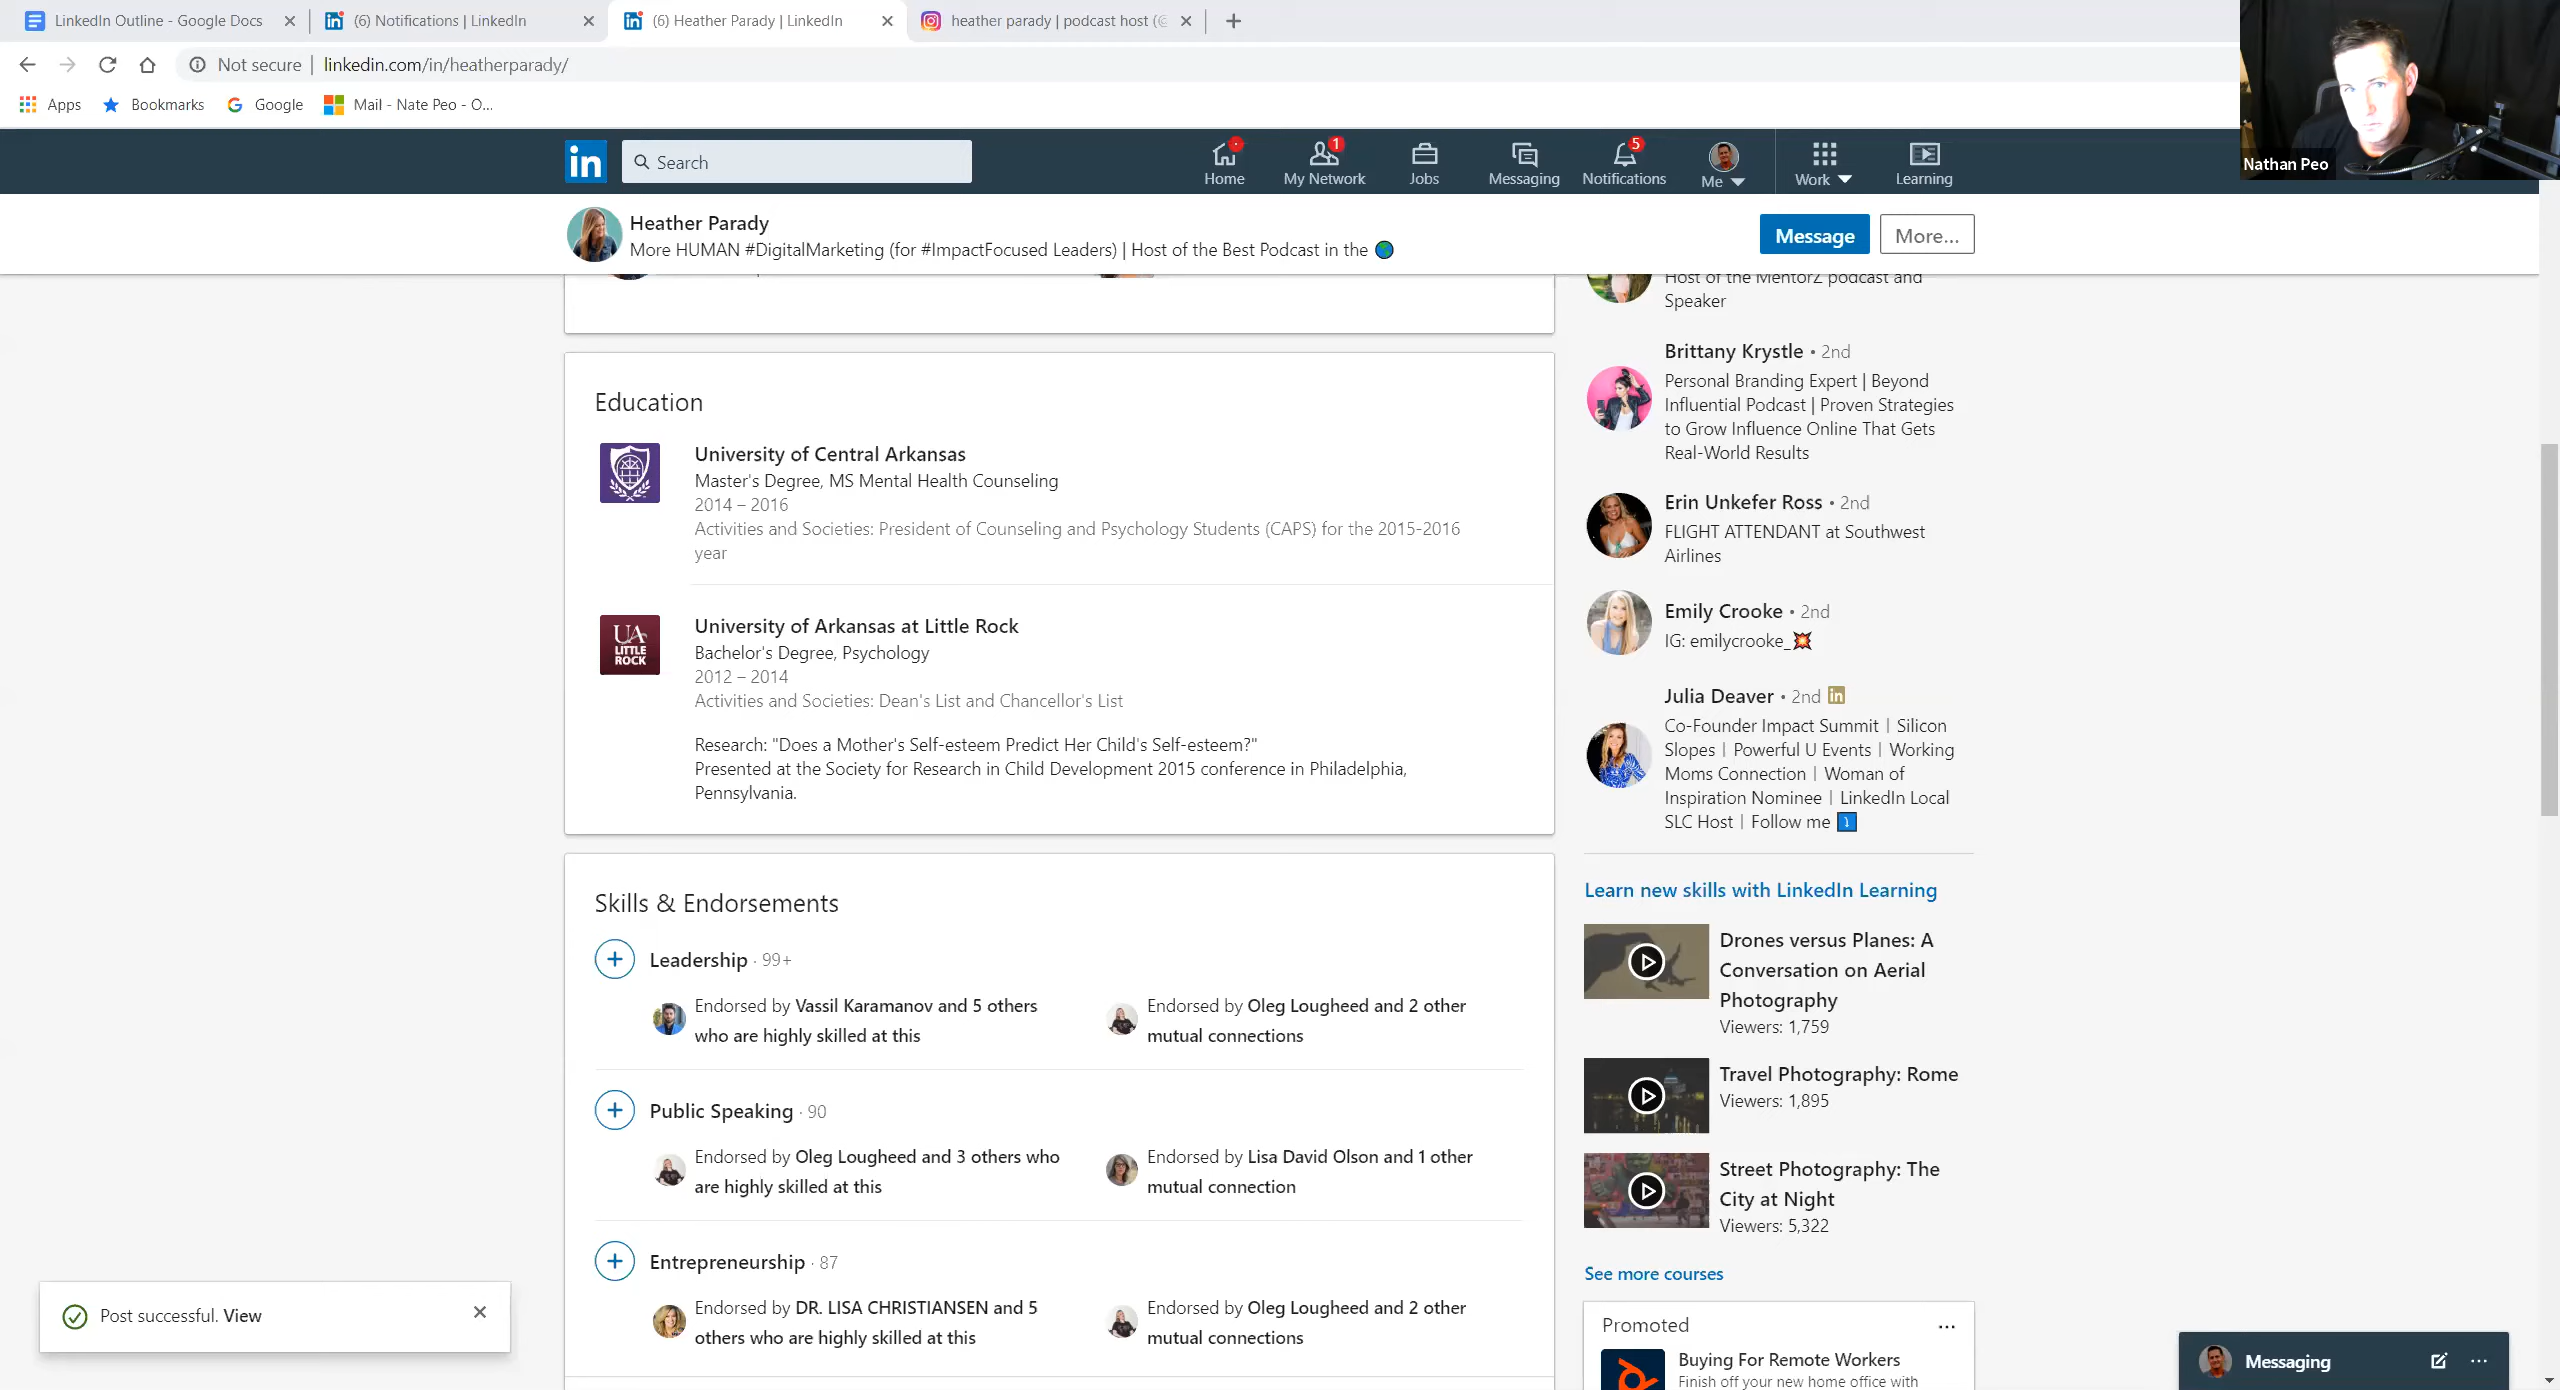 LinkedIn Outline - Google Docs
(6) Notifications | LinkedIn
(6) Heather Parady | LinkedIn
heather parady | podcast host (@
Not secure | linkedin.com/in/heatherparady/
Apps
Bookmarks
Google
Mail - Nate Peo - O...
Nathan Peo
in
Search
Home
1
My Network
Jobs
Messaging
5
Notifications
Me
Work
Learning
Heather Parady
More HUMAN #DigitalMarketing (for #ImpactFocused Leaders) | Host of the Best Podcast in the 🌎
Message
More...
Education
University of Central Arkansas
Master's Degree, MS Mental Health Counseling
2014 – 2016
Activities and Societies: President of Counseling and Psychology Students (CAPS) for the 2015-2016
year
UA
LITTLE
ROCK
University of Arkansas at Little Rock
Bachelor's Degree, Psychology
2012 – 2014
Activities and Societies: Dean's List and Chancellor's List
Research: "Does a Mother's Self-esteem Predict Her Child's Self-esteem?"
Presented at the Society for Research in Child Development 2015 conference in Philadelphia,
Pennsylvania.
Skills & Endorsements
Leadership · 99+
Endorsed by Vassil Karamanov and 5 others
who are highly skilled at this
Endorsed by Oleg Lougheed and 2 other
mutual connections
Public Speaking · 90
Endorsed by Oleg Lougheed and 3 others who
are highly skilled at this
Endorsed by Lisa David Olson and 1 other
mutual connection
Entrepreneurship · 87
Endorsed by DR. LISA CHRISTIANSEN and 5
others who are highly skilled at this
Endorsed by Oleg Lougheed and 2 other
mutual connections
Host of the MentorZ podcast and
Speaker
Brittany Krystle • 2nd
Personal Branding Expert | Beyond
Influential Podcast | Proven Strategies
to Grow Influence Online That Gets
Real-World Results
Erin Unkefer Ross • 2nd
FLIGHT ATTENDANT at Southwest
Airlines
Emily Crooke • 2nd
IG: emilycrooke_💥
Julia Deaver • 2nd in
Co-Founder Impact Summit | Silicon
Slopes | Powerful U Events | Working
Moms Connection | Woman of
Inspiration Nominee | LinkedIn Local
SLC Host | Follow me ⤵
Learn new skills with LinkedIn Learning
Drones versus Planes: A
Conversation on Aerial
Photography
Viewers: 1,759
Travel Photography: Rome
Viewers: 1,895
Street Photography: The
City at Night
Viewers: 5,322
See more courses
Promoted
Buying For Remote Workers
Finish off your new home office with
Post successful. View
Messaging